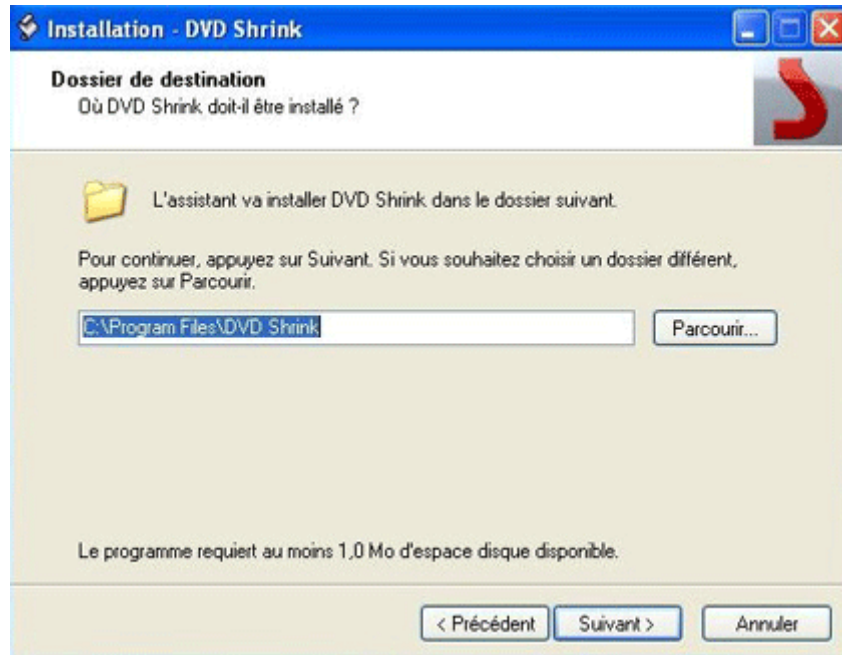 Installation - DVD Shrink
Dossier de destination
Où DVD Shrink doit-il être installé ?
L'assistant va installer DVD Shrink dans le dossier suivant.
Pour continuer, appuyez sur Suivant. Si vous souhaitez choisir un dossier différent,
appuyez sur Parcourir.
C:\Program Files\DVD Shrink
Parcourir...
Le programme requiert au moins 1,0 Mo d'espace disque disponible.
< Précédent
Suivant >
Annuler